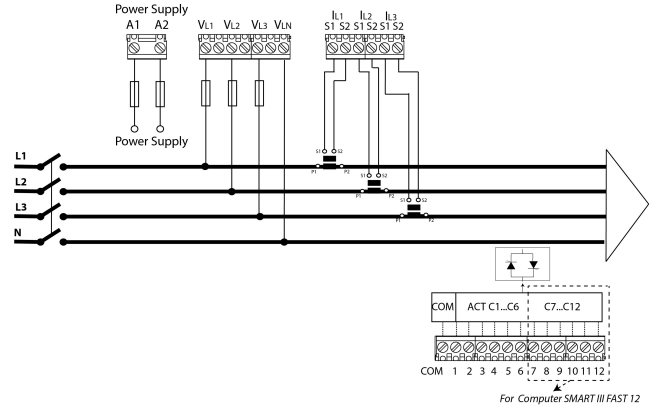 Power Supply
A1 A2
VL1 VL2 VL3 VLN
IL1 IL2 IL3
S1 S2 S1 S2 S1 S2
Power Supply
S1 S2
L1
P1 P2
S1 S2
L2
P1 P2
S1 S2
L3
P1 P2
N
COM ACT C1...C6 C7...C12
COM 1 2 3 4 5 6 7 8 9 10 11 12
For Computer SMART III FAST 12